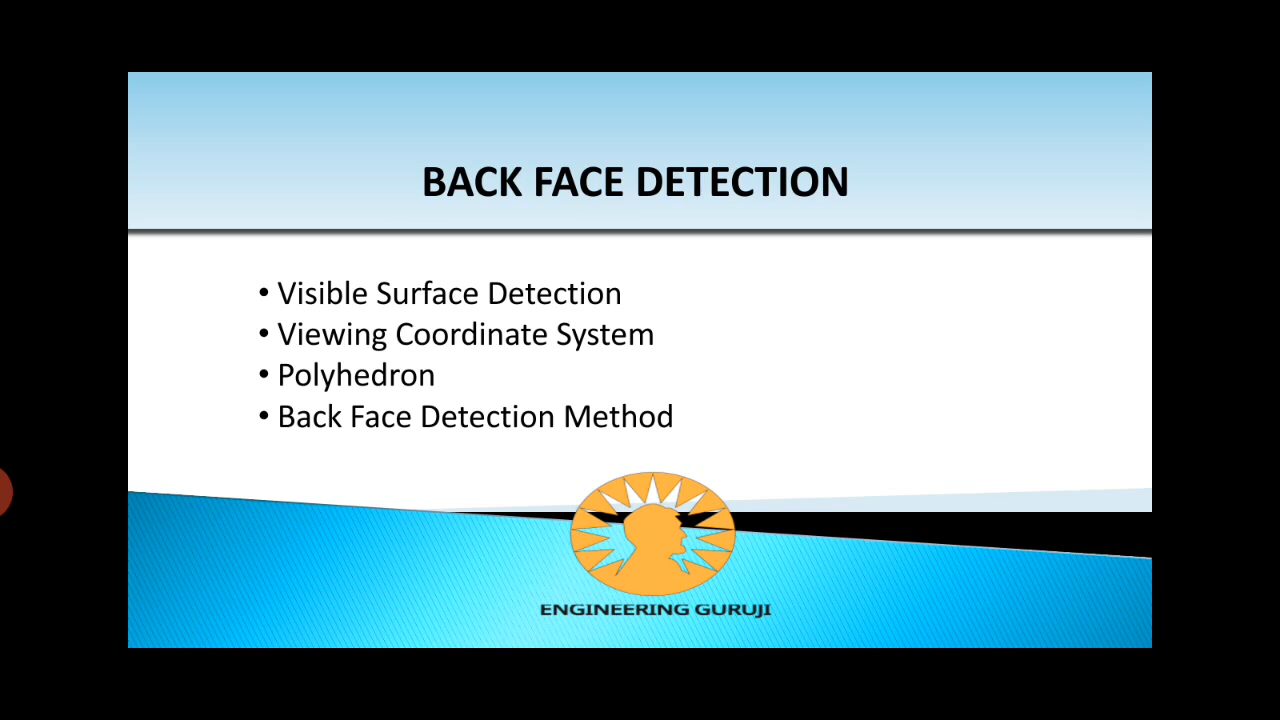 BACK FACE DETECTION
• Visible Surface Detection
• Viewing Coordinate System
• Polyhedron
• Back Face Detection Method
ENGINEERING GURUJI